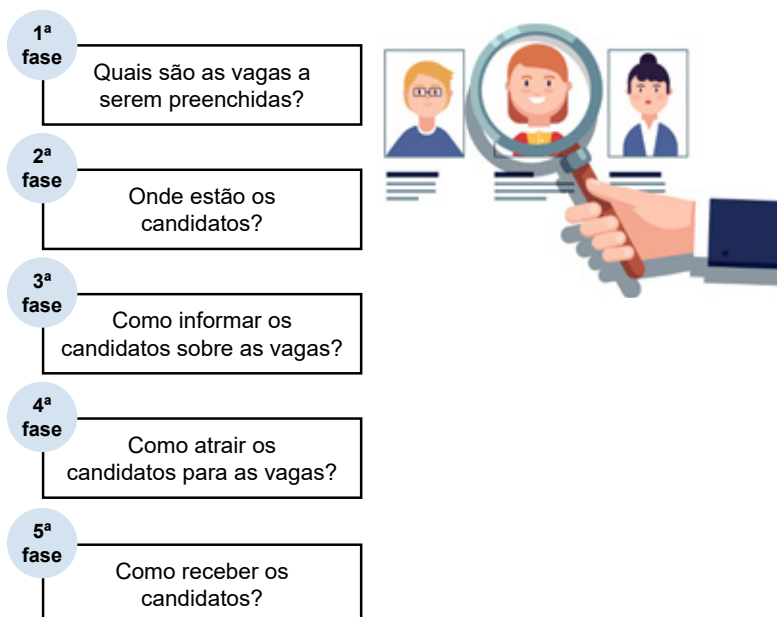 1ª
fase
Quais são as vagas a
serem preenchidas?
2ª
fase
Onde estão os
candidatos?
3ª
fase
Como informar os
candidatos sobre as vagas?
4ª
fase
Como atrair os
candidatos para as vagas?
5ª
fase
Como receber os
candidatos?